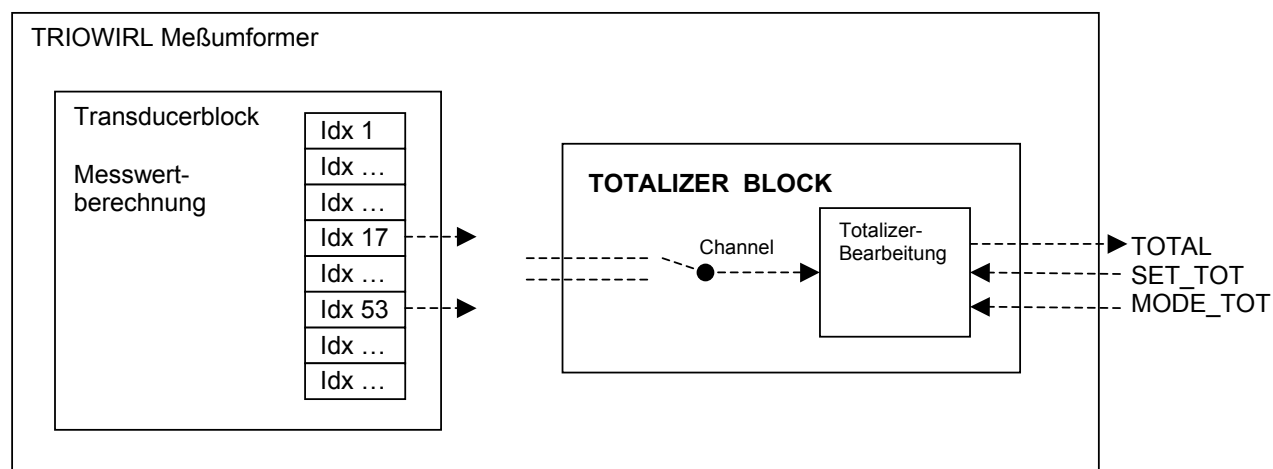 TRIOWIRL Meßumformer
Transducerblock
Messwert-
berechnung
Idx 1
Idx …
Idx …
Idx 17
Idx …
Idx 53
Idx …
Idx …
TOTALIZER BLOCK
Channel
Totalizer-
Bearbeitung
TOTAL
SET_TOT
MODE_TOT